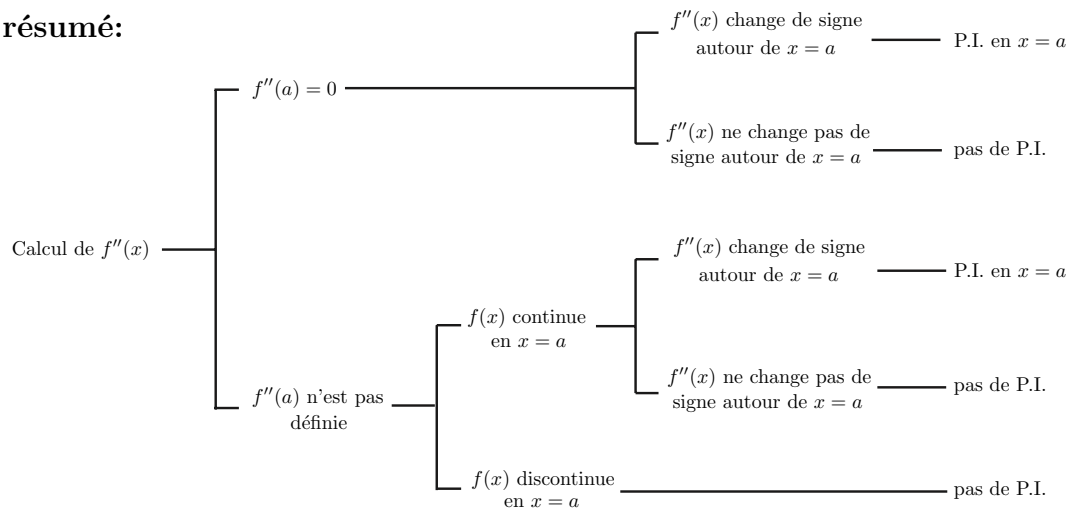 résumé:
f″(x) change de signe
autour de x = a
P.I. en x = a
f″(a) = 0
f″(x) ne change pas de
signe autour de x = a
pas de P.I.
Calcul de f″(x)
f″(x) change de signe
autour de x = a
P.I. en x = a
f(x) continue
en x = a
f″(x) ne change pas de
signe autour de x = a
pas de P.I.
f″(a) n'est pas
définie
f(x) discontinue
en x = a
pas de P.I.